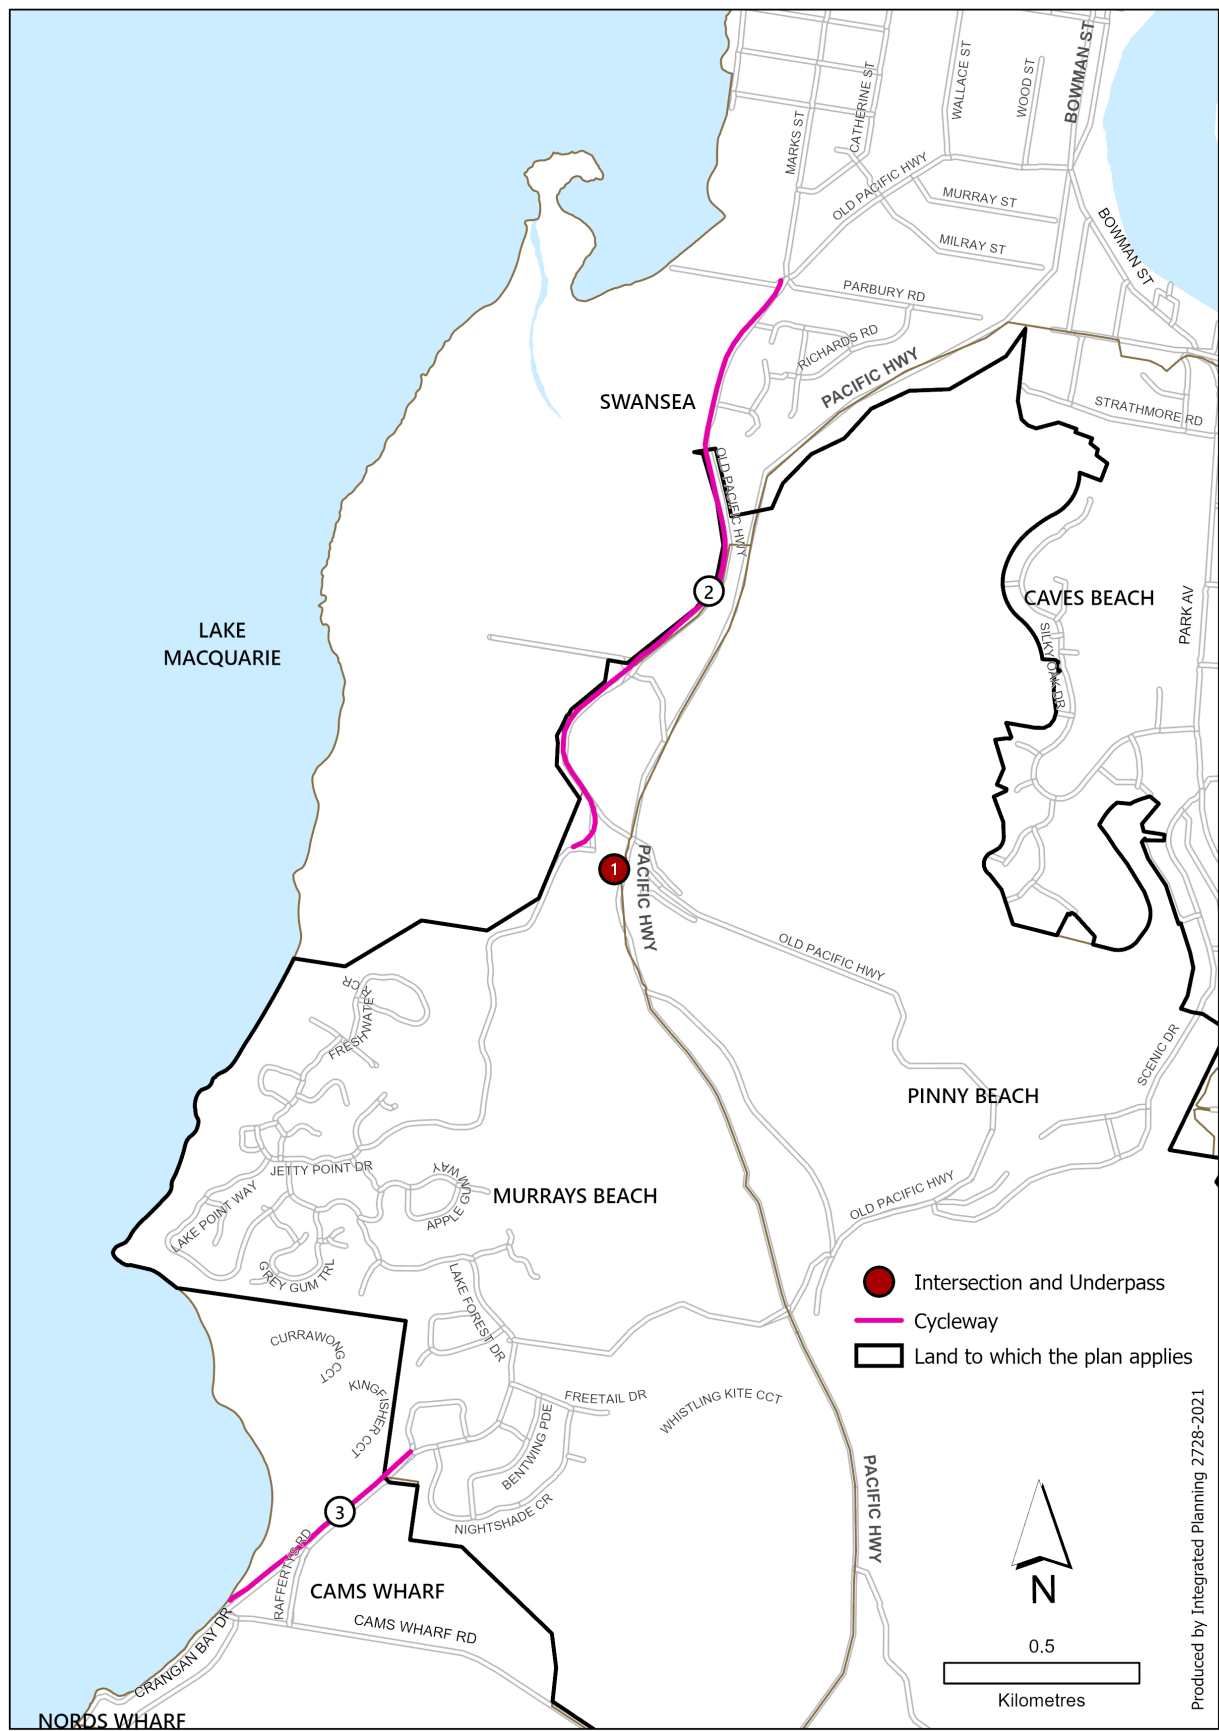 BOWMAN ST
WALLACE ST
WOOD ST
CATHERINE ST
MARKS ST
OLD PACIFIC HWY
MURRAY ST
BOWMAN ST
MILRAY ST
PARBURY RD
RICHARDS RD
PACIFIC HWY
SWANSEA
STRATHMORE RD
OLD PACIFIC HWY
2
CAVES BEACH
PARK AV
LAKE
MACQUARIE
SILKY OAK DR
1
PACIFIC HWY
OLD PACIFIC HWY
FRESHWATER CR
SCENIC DR
PINNY BEACH
JETTY POINT DR
APPLE GUM WAY
MURRAYS BEACH
LAKE POINT WAY
OLD PACIFIC HWY
GREY GUM TRL
LAKE FOREST DR
Intersection and Underpass
Cycleway
Land to which the plan applies
CURRAWONG CCT
KINGFISHER CCT
FREETAIL DR
WHISTLING KITE CCT
BENTWING PDE
NIGHTSHADE CR
3
PACIFIC HWY
RAFFERTYS RD
CAMS WHARF
CAMS WHARF RD
CRANGAN BAY DR
NORDS WHARF
N
0.5
Kilometres
Produced by Integrated Planning 2728-2021